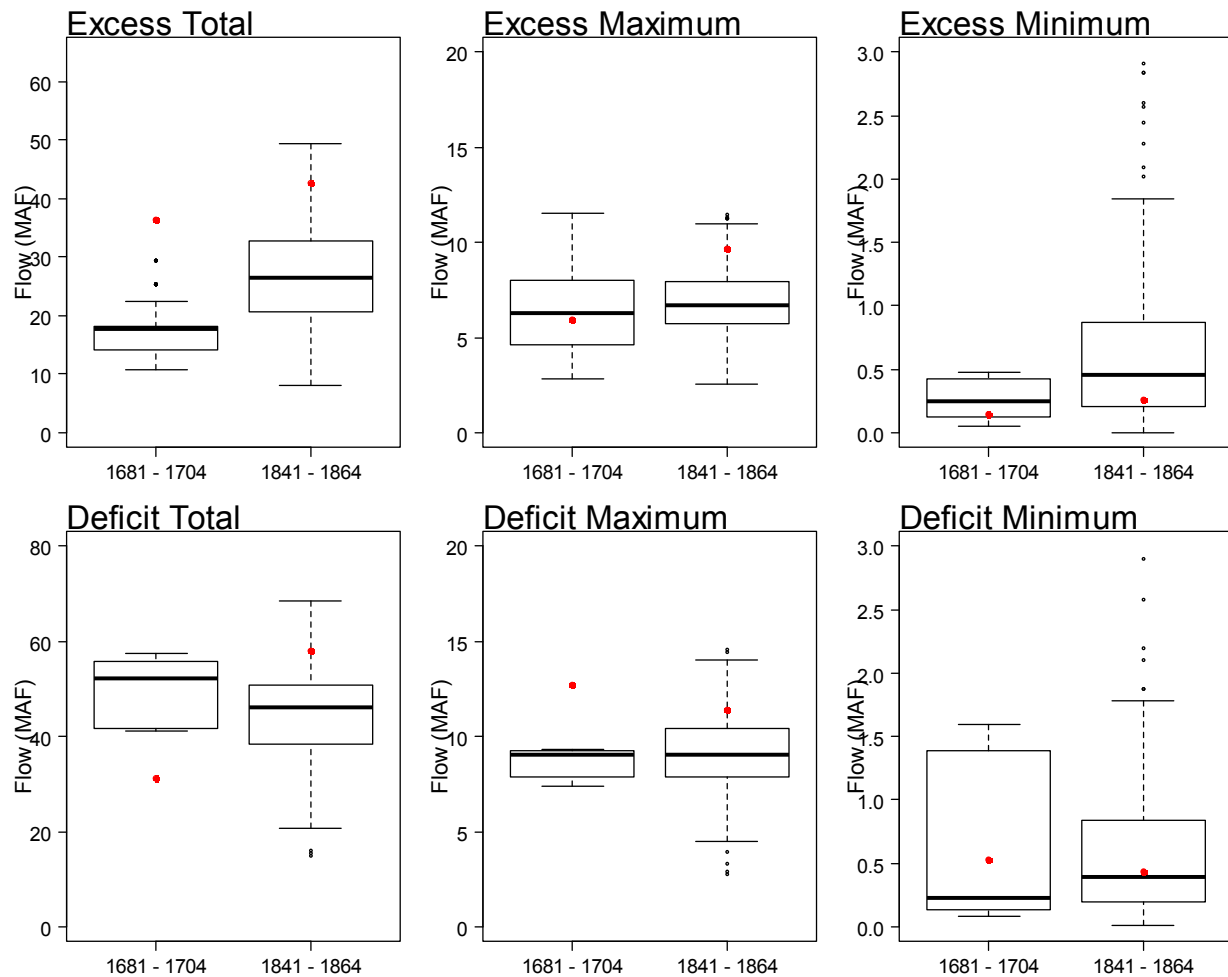 Excess Total
Excess Maximum
Excess Minimum
Flow (MAF)
60
50
40
30
20
10
0
1681 - 1704
1841 - 1864
Flow (MAF)
20
15
10
5
0
1681 - 1704
1841 - 1864
Flow (MAF)
3.0
2.5
2.0
1.5
1.0
0.5
0.0
1681 - 1704
1841 - 1864
Deficit Total
Deficit Maximum
Deficit Minimum
Flow (MAF)
80
60
40
20
0
1681 - 1704
1841 - 1864
Flow (MAF)
20
15
10
5
0
1681 - 1704
1841 - 1864
Flow (MAF)
3.0
2.5
2.0
1.5
1.0
0.5
0.0
1681 - 1704
1841 - 1864